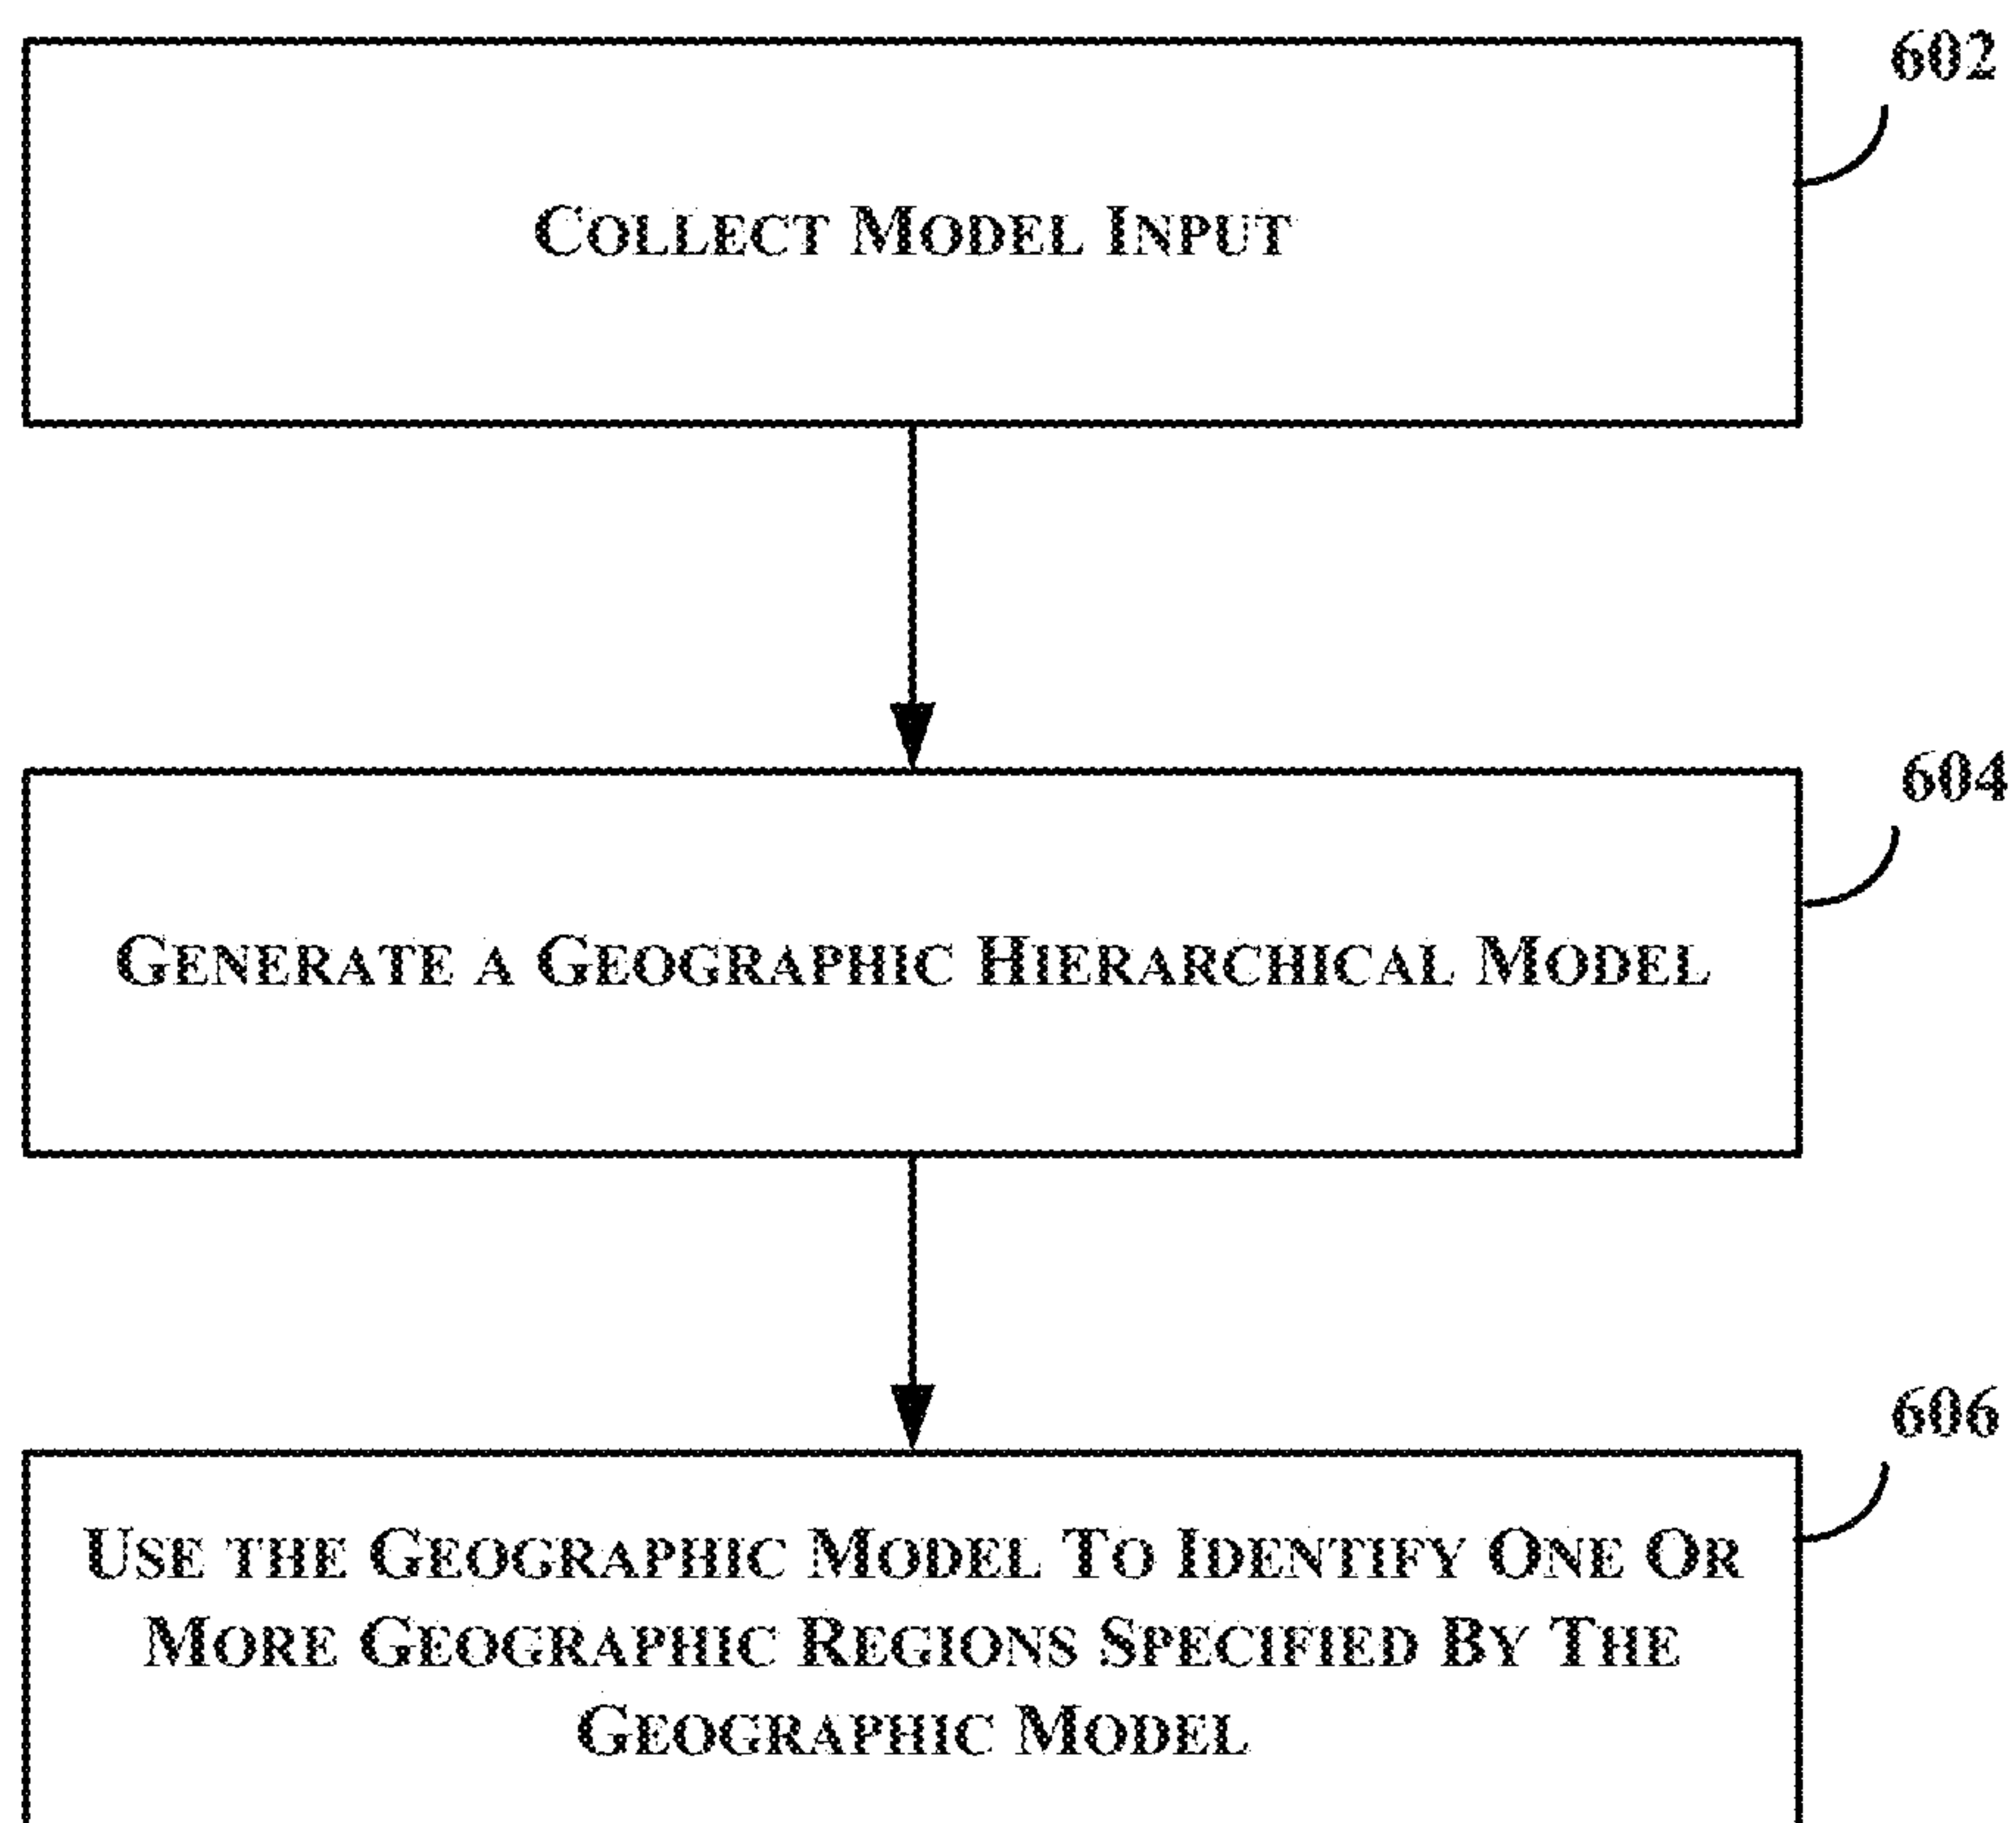 602
COLLECT MODEL INPUT
604
GENERATE A GEOGRAPHIC HIERARCHICAL MODEL
606
USE THE GEOGRAPHIC MODEL TO IDENTIFY ONE OR
MORE GEOGRAPHIC REGIONS SPECIFIED BY THE
GEOGRAPHIC MODEL